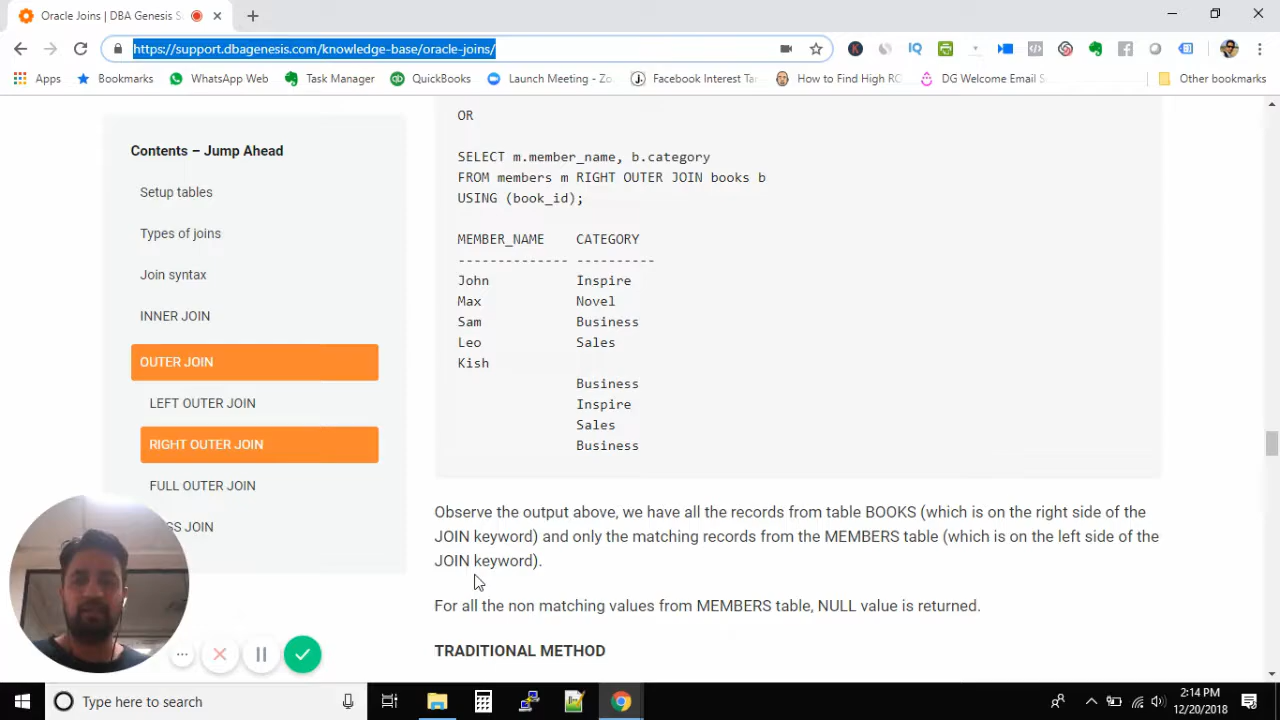 Oracle Joins | DBA Genesis S
https://support.dbagenesis.com/knowledge-base/oracle-joins/
Apps Bookmarks WhatsApp Web Task Manager QuickBooks Launch Meeting - Zo Facebook Interest Ta How to Find High RO DG Welcome Email S Other bookmarks
Contents – Jump Ahead
Setup tables
Types of joins
Join syntax
INNER JOIN
OUTER JOIN
LEFT OUTER JOIN
RIGHT OUTER JOIN
FULL OUTER JOIN
SS JOIN
OR
SELECT m.member_name, b.category
FROM members m RIGHT OUTER JOIN books b
USING (book_id);
MEMBER_NAME CATEGORY
-------------- ----------
John Inspire
Max Novel
Sam Business
Leo Sales
Kish
Business
Inspire
Sales
Business
Observe the output above, we have all the records from table BOOKS (which is on the right side of the
JOIN keyword) and only the matching records from the MEMBERS table (which is on the left side of the
JOIN keyword).
For all the non matching values from MEMBERS table, NULL value is returned.
TRADITIONAL METHOD
Type here to search
2:14 PM
12/20/2018